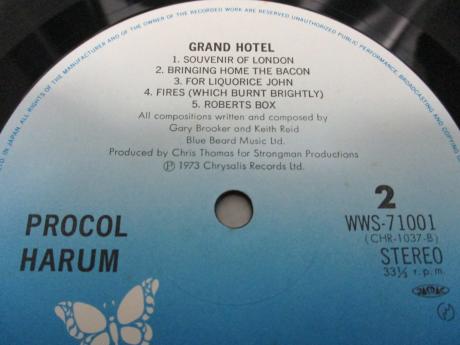 GRAND HOTEL
1. SOUVENIR OF LONDON
2. BRINGING HOME THE BACON
3. FOR LIQUORICE JOHN
4. FIRES (WHICH BURNT BRIGHTLY)
5. ROBERTS BOX
All compositions written and composed by
Gary Brooker and Keith Reid
Blue Beard Music Ltd.
Produced by Chris Thomas for Strongman Productions
Ⓟ 1973 Chrysalis Records Ltd.
PROCOL
HARUM
2
WWS-71001
(CHR-1037-B)
STEREO
33⅓ r.p.m.
JASRAC
LTD. IN JAPAN. ALL RIGHTS OF THE MANUFACTURER AND OF THE OWNER OF THE RECORDED WORK ARE RESERVED UNAUTHORIZED PUBLIC PERFORMANCE, BROADCASTING AND COPYING